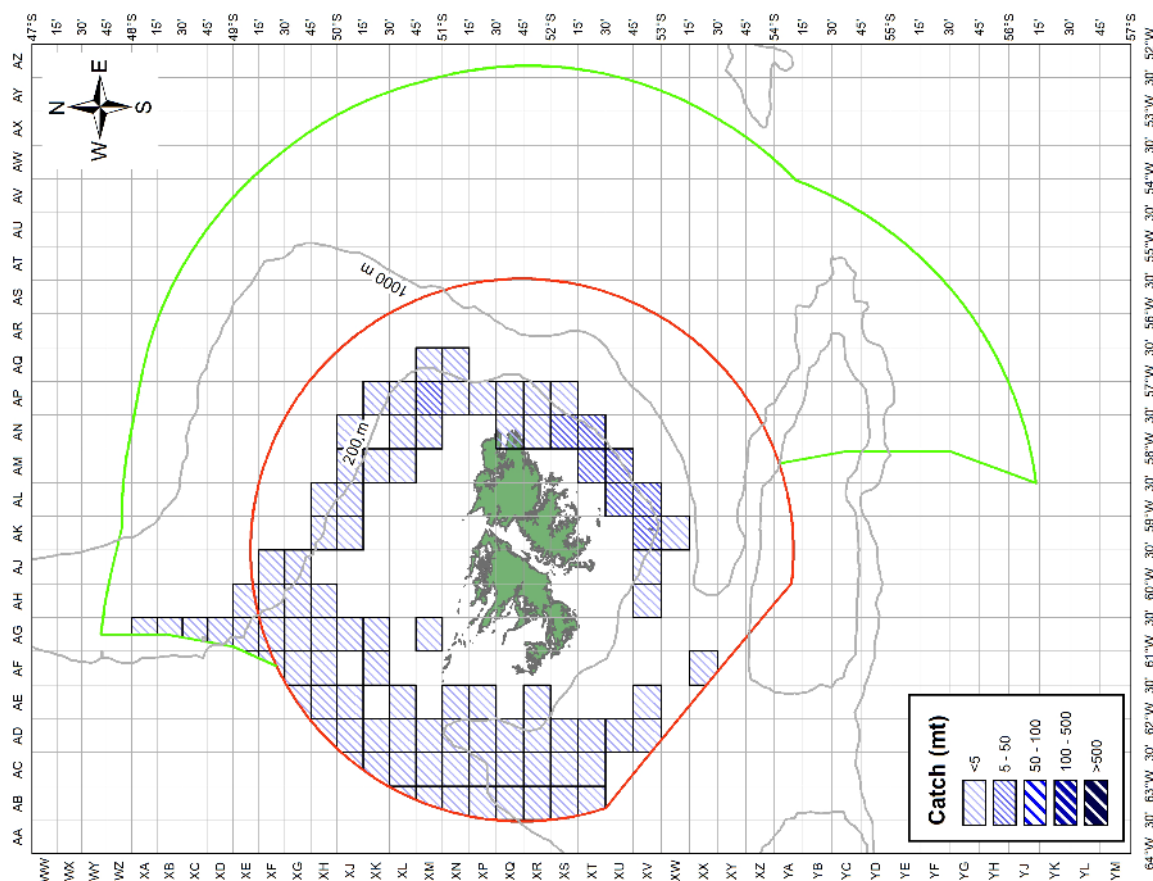 47°S 15' 30' 45' 48°S 15' 30' 45' 49°S 15' 30' 45' 50°S 15' 30' 45' 51°S 15' 30' 45' 52°S 15' 30' 45' 53°S 15' 30' 45' 54°S 15' 30' 45' 55°S 15' 30' 45' 56°S 15' 30' 45' 57°S
AA AB AC AD AE AF AG AH AJ AK AL AM AN AP AQ AR AS AT AU AV AW AX AY AZ
N
W E
S
1000 m
200 m
64°W 30' 63°W 30' 62°W 30' 61°W 30' 60°W 30' 59°W 30' 58°W 30' 57°W 30' 56°W 30' 55°W 30' 54°W 30' 53°W 30' 52°W
WW WX WY WZ XA XB XC XD XE XF XG XH XJ XK XL XM XN XP XQ XR XS XT XU XV XW XX XY XZ YA YB YC YD YE YF YG YH YJ YK YL YM
Catch (mt)
<5
5 - 50
50 - 100
100 - 500
>500